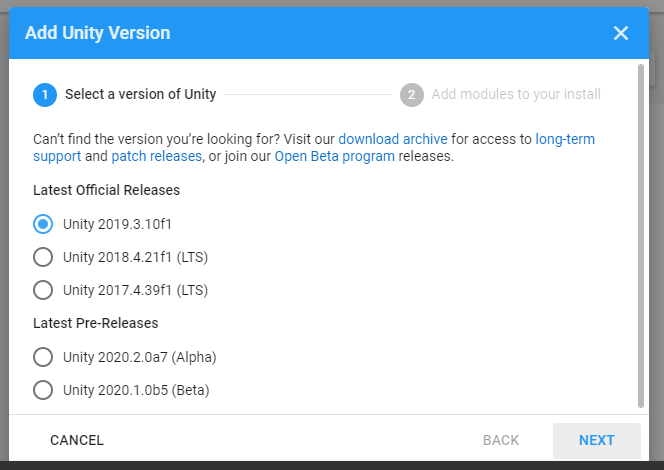 Add Unity Version
1 Select a version of Unity 2 Add modules to your install
Can't find the version you're looking for? Visit our download archive for access to long-term
support and patch releases, or join our Open Beta program releases.
Latest Official Releases
Unity 2019.3.10f1
Unity 2018.4.21f1 (LTS)
Unity 2017.4.39f1 (LTS)
Latest Pre-Releases
Unity 2020.2.0a7 (Alpha)
Unity 2020.1.0b5 (Beta)
CANCEL BACK NEXT